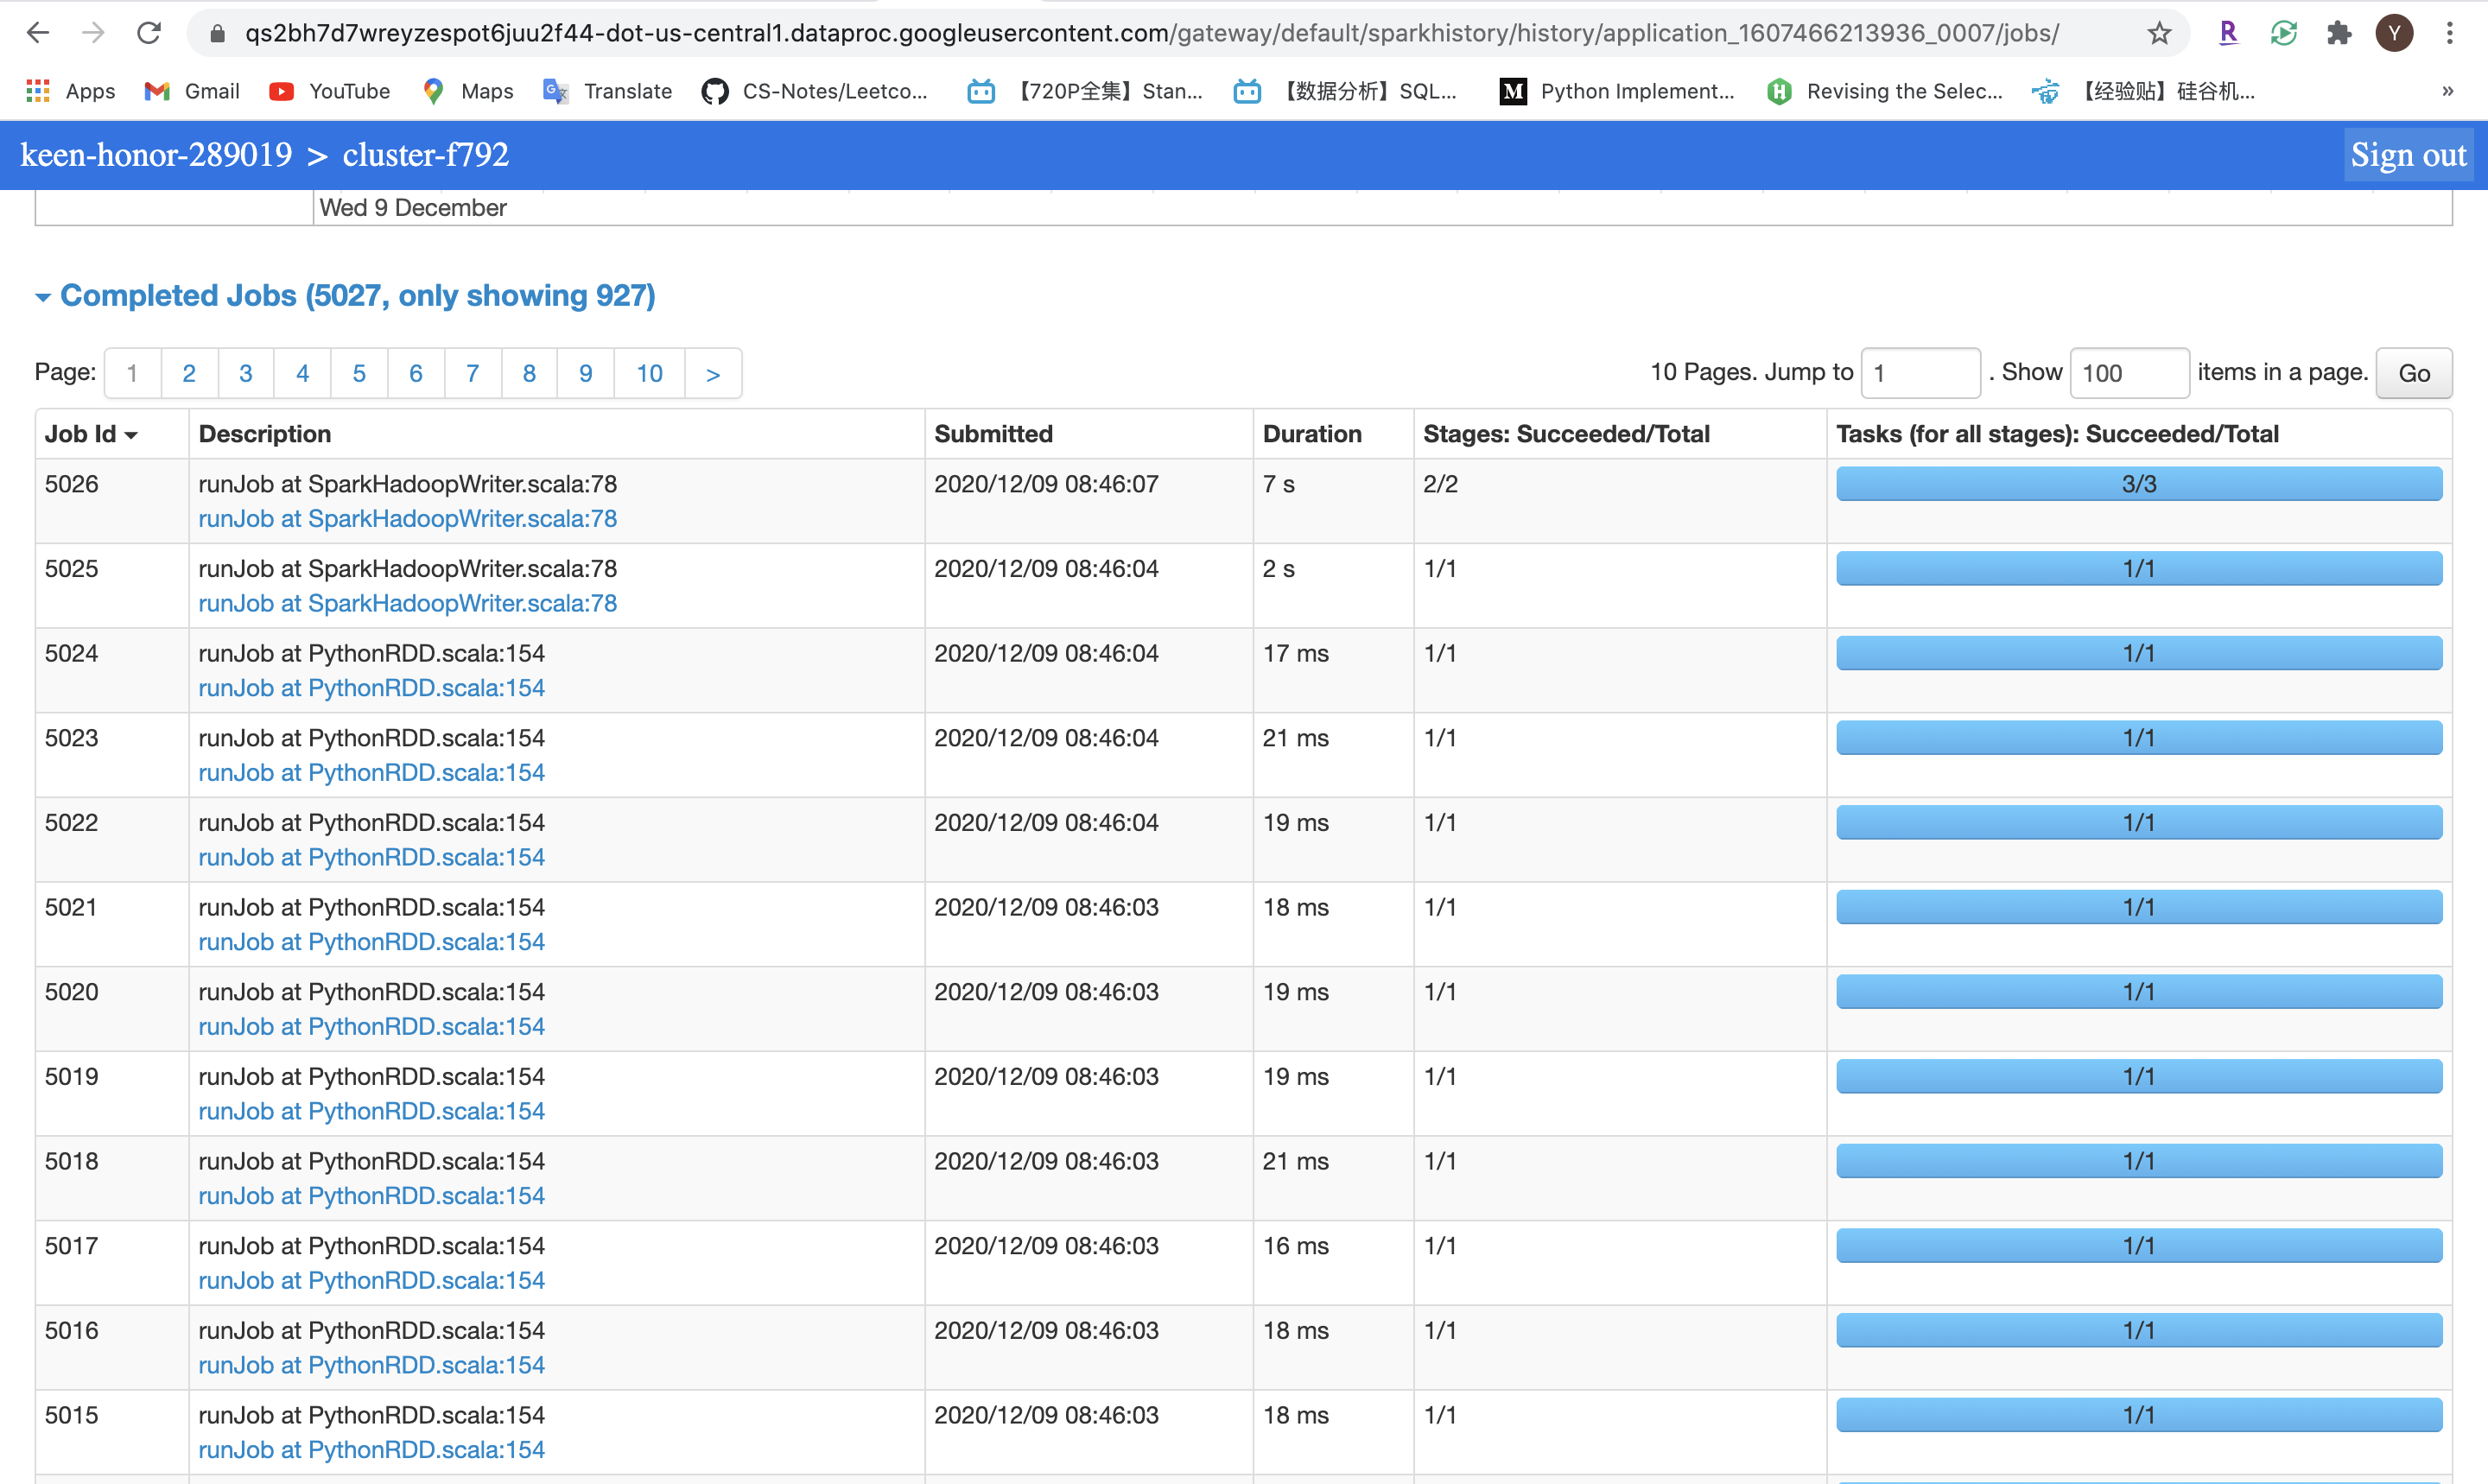 qs2bh7d7wreyzespot6juu2f44-dot-us-central1.dataproc.googleusercontent.com/gateway/default/sparkhistory/history/application_1607466213936_0007/jobs/ R Y
Apps Gmail YouTube Maps Translate CS-Notes/Leetco... 【720P全集】Stan... 【数据分析】SQL... M Python Implement... H Revising the Selec... 【经验贴】硅谷机... »
keen-honor-289019 > cluster-f792 Sign out
Wed 9 December
Completed Jobs (5027, only showing 927)
Page: 1 2 3 4 5 6 7 8 9 10 > 10 Pages. Jump to 1 . Show 100 items in a page. Go
Job Id Description Submitted Duration Stages: Succeeded/Total Tasks (for all stages): Succeeded/Total
5026 runJob at SparkHadoopWriter.scala:78 2020/12/09 08:46:07 7 s 2/2 3/3
runJob at SparkHadoopWriter.scala:78
5025 runJob at SparkHadoopWriter.scala:78 2020/12/09 08:46:04 2 s 1/1 1/1
runJob at SparkHadoopWriter.scala:78
5024 runJob at PythonRDD.scala:154 2020/12/09 08:46:04 17 ms 1/1 1/1
runJob at PythonRDD.scala:154
5023 runJob at PythonRDD.scala:154 2020/12/09 08:46:04 21 ms 1/1 1/1
runJob at PythonRDD.scala:154
5022 runJob at PythonRDD.scala:154 2020/12/09 08:46:04 19 ms 1/1 1/1
runJob at PythonRDD.scala:154
5021 runJob at PythonRDD.scala:154 2020/12/09 08:46:03 18 ms 1/1 1/1
runJob at PythonRDD.scala:154
5020 runJob at PythonRDD.scala:154 2020/12/09 08:46:03 19 ms 1/1 1/1
runJob at PythonRDD.scala:154
5019 runJob at PythonRDD.scala:154 2020/12/09 08:46:03 19 ms 1/1 1/1
runJob at PythonRDD.scala:154
5018 runJob at PythonRDD.scala:154 2020/12/09 08:46:03 21 ms 1/1 1/1
runJob at PythonRDD.scala:154
5017 runJob at PythonRDD.scala:154 2020/12/09 08:46:03 16 ms 1/1 1/1
runJob at PythonRDD.scala:154
5016 runJob at PythonRDD.scala:154 2020/12/09 08:46:03 18 ms 1/1 1/1
runJob at PythonRDD.scala:154
5015 runJob at PythonRDD.scala:154 2020/12/09 08:46:03 18 ms 1/1 1/1
runJob at PythonRDD.scala:154